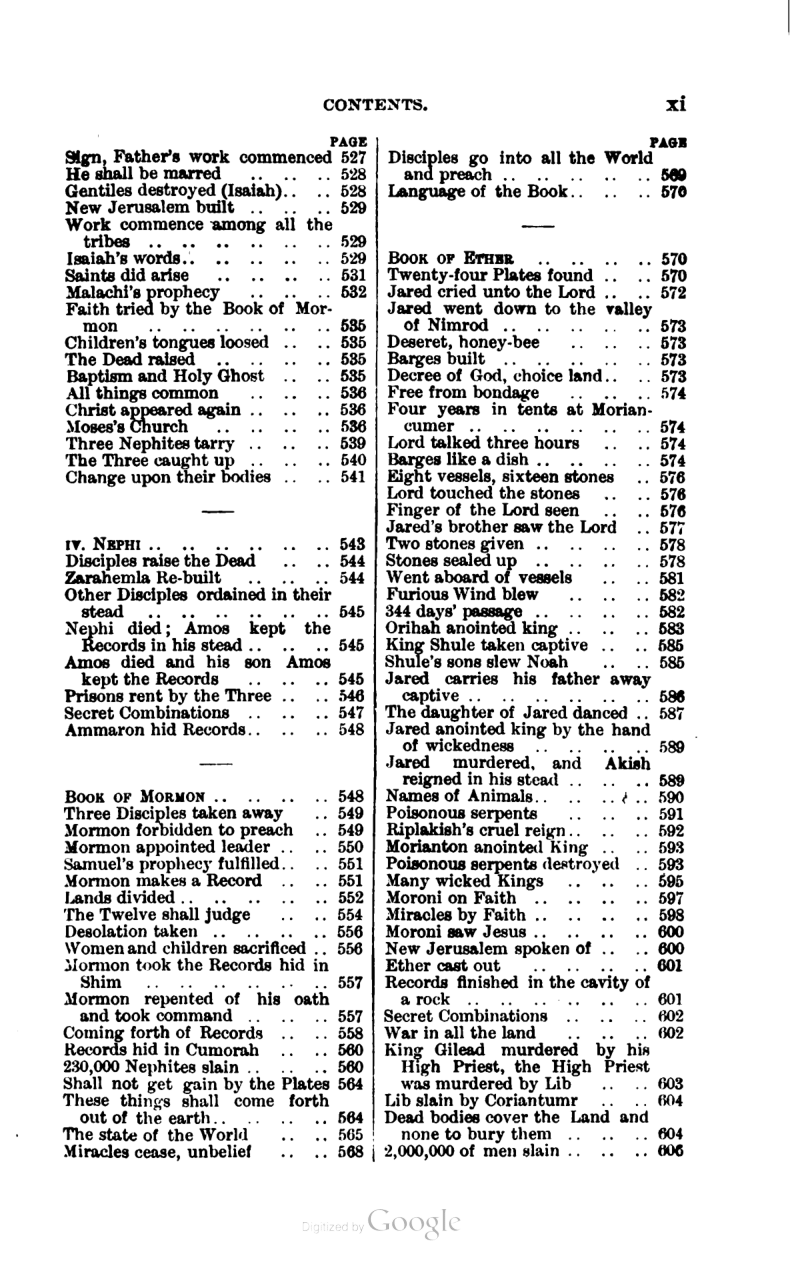 CONTENTS. xi
PAGE
Sign, Father's work commenced 527
He shall be marred .. .. .. 528
Gentiles destroyed (Isaiah).. .. 528
New Jerusalem built .. .. .. 529
Work commence among all the
tribes .. .. .. .. .. .. .. 529
Isaiah's words.. .. .. .. .. 529
Saints did arise .. .. .. .. 531
Malachi's prophecy .. .. .. 532
Faith tried by the Book of Mor-
mon .. .. .. .. .. .. .. 535
Children's tongues loosed .. .. 535
The Dead raised .. .. .. .. 535
Baptism and Holy Ghost .. .. 535
All things common .. .. .. 536
Christ appeared again .. .. .. 536
Moses's Church .. .. .. .. 536
Three Nephites tarry .. .. .. 539
The Three caught up .. .. .. 540
Change upon their bodies .. .. 541
IV. NEPHI .. .. .. .. .. .. 543
Disciples raise the Dead .. .. 544
Zarahemla Re-built .. .. .. 544
Other Disciples ordained in their
stead .. .. .. .. .. .. .. 545
Nephi died; Amos kept the
Records in his stead .. .. .. 545
Amos died and his son Amos
kept the Records .. .. .. 545
Prisons rent by the Three .. .. 546
Secret Combinations .. .. .. 547
Ammaron hid Records.. .. .. 548
BOOK OF MORMON .. .. .. .. 548
Three Disciples taken away .. 549
Mormon forbidden to preach .. 549
Mormon appointed leader .. .. 550
Samuel's prophecy fulfilled.. .. 551
Mormon makes a Record .. .. 551
Lands divided .. .. .. .. .. 552
The Twelve shall judge .. .. 554
Desolation taken .. .. .. .. 556
Women and children sacrificed .. 556
Mormon took the Records hid in
Shim .. .. .. .. .. .. .. 557
Mormon repented of his oath
and took command .. .. .. 557
Coming forth of Records .. .. 558
Records hid in Cumorah .. .. 560
230,000 Nephites slain .. .. .. 560
Shall not get gain by the Plates 564
These things shall come forth
out of the earth.. .. .. .. 564
The state of the World .. .. 565
Miracles cease, unbelief .. .. 568
PAGE
Disciples go into all the World
and preach .. .. .. .. .. 569
Language of the Book.. .. .. 570
BOOK OF ETHER .. .. .. .. 570
Twenty-four Plates found .. .. 570
Jared cried unto the Lord .. .. 572
Jared went down to the valley
of Nimrod .. .. .. .. .. 573
Deseret, honey-bee .. .. .. 573
Barges built .. .. .. .. .. 573
Decree of God, choice land.. .. 573
Free from bondage .. .. .. 574
Four years in tents at Morian-
cumer .. .. .. .. .. .. 574
Lord talked three hours .. .. 574
Barges like a dish .. .. .. .. 574
Eight vessels, sixteen stones .. 576
Lord touched the stones .. .. 576
Finger of the Lord seen .. .. 576
Jared's brother saw the Lord .. 577
Two stones given .. .. .. .. 578
Stones sealed up .. .. .. .. 578
Went aboard of vessels .. .. 581
Furious Wind blew .. .. .. 582
344 days' passage .. .. .. .. 582
Orihah anointed king .. .. .. 583
King Shule taken captive .. .. 585
Shule's sons slew Noah .. .. 585
Jared carries his father away
captive .. .. .. .. .. .. 586
The daughter of Jared danced .. 587
Jared anointed king by the hand
of wickedness .. .. .. .. 589
Jared murdered, and Akish
reigned in his stead .. .. .. 589
Names of Animals.. .. .. .. 590
Poisonous serpents .. .. .. 591
Riplakish's cruel reign.. .. .. 592
Morianton anointed King .. .. 593
Poisonous serpents destroyed .. 593
Many wicked Kings .. .. .. 595
Moroni on Faith .. .. .. .. 597
Miracles by Faith .. .. .. .. 598
Moroni saw Jesus .. .. .. .. 600
New Jerusalem spoken of .. .. 600
Ether cast out .. .. .. .. 601
Records finished in the cavity of
a rock .. .. .. .. .. .. 601
Secret Combinations .. .. .. 602
War in all the land .. .. .. 602
King Gilead murdered by his
High Priest, the High Priest
was murdered by Lib .. .. 603
Lib slain by Coriantumr .. .. 604
Dead bodies cover the Land and
none to bury them .. .. .. 604
2,000,000 of men slain .. .. .. 606
Digitized by Google